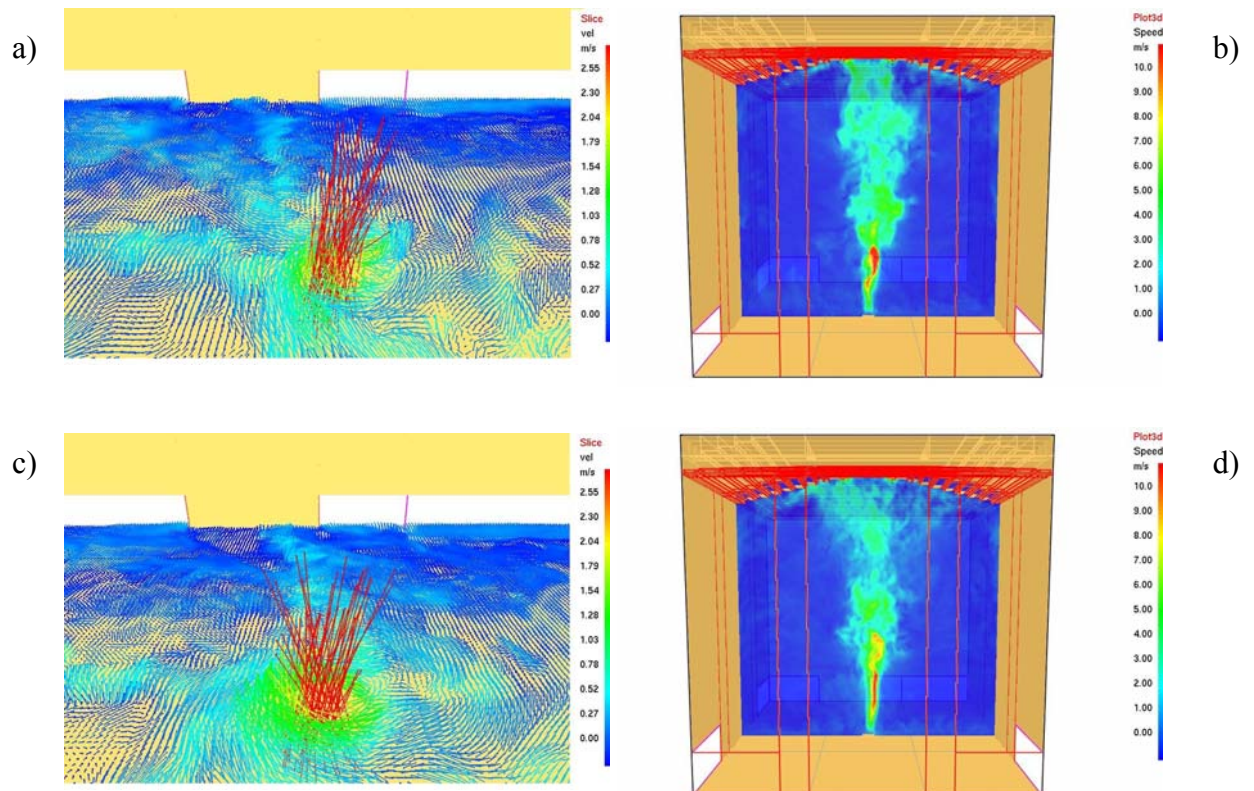 a)
Slice
vel
m/s
2.55
2.30
2.04
1.79
1.54
1.28
1.03
0.78
0.52
0.27
0.00
b)
Plot3d
Speed
m/s
10.0
9.00
8.00
7.00
6.00
5.00
4.00
3.00
2.00
1.00
0.00
c)
Slice
vel
m/s
2.55
2.30
2.04
1.79
1.54
1.28
1.03
0.78
0.52
0.27
0.00
d)
Plot3d
Speed
m/s
10.0
9.00
8.00
7.00
6.00
5.00
4.00
3.00
2.00
1.00
0.00